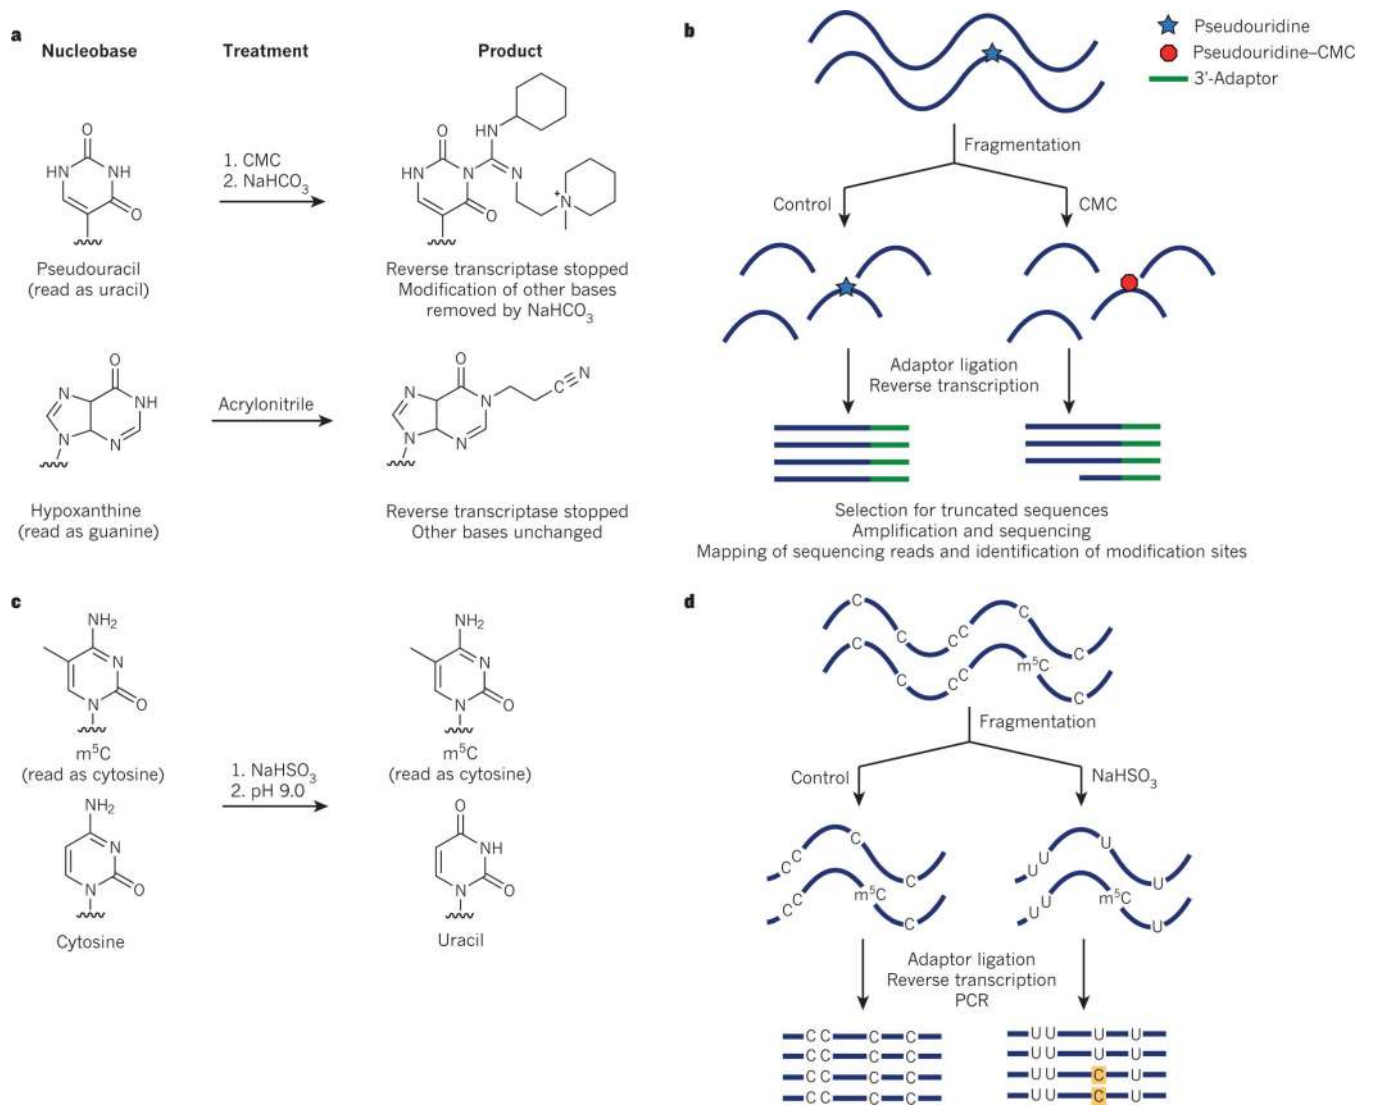 a
Nucleobase
Treatment
Product
O
HN
NH
O
Pseudouracil
(read as uracil)
1. CMC
2. NaHCO3
O
HN
HN
N
N
O
N
+
Reverse transcriptase stopped
Modification of other bases
removed by NaHCO3
O
N
NH
N
N
Hypoxanthine
(read as guanine)
Acrylonitrile
O
N
N
C
N
N
N
Reverse transcriptase stopped
Other bases unchanged
b
Pseudouridine
Pseudouridine–CMC
3'-Adaptor
Fragmentation
Control
CMC
Adaptor ligation
Reverse transcription
Selection for truncated sequences
Amplification and sequencing
Mapping of sequencing reads and identification of modification sites
c
NH2
N
N
O
m5C
(read as cytosine)
NH2
N
N
O
Cytosine
1. NaHSO3
2. pH 9.0
NH2
N
N
O
m5C
(read as cytosine)
O
NH
N
O
Uracil
d
C C C C C C
C C C C m5C C
Fragmentation
Control
NaHSO3
C C C C
C C m5C C
U U U U
U U m5C U
Adaptor ligation
Reverse transcription
PCR
C C C C
C C C C
C C C C
C C C C
U U U U
U U U U
U U C U
U U C U